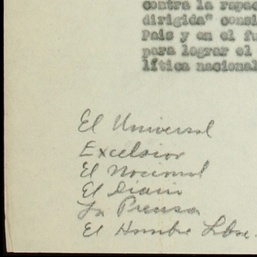 contra la rapac
dirigida" consi
País y en el fu
para lograr el
lítica nacional
El Universal
Excelsior
El Nacional
El Diario
La Prensa
El Hombre Libre.